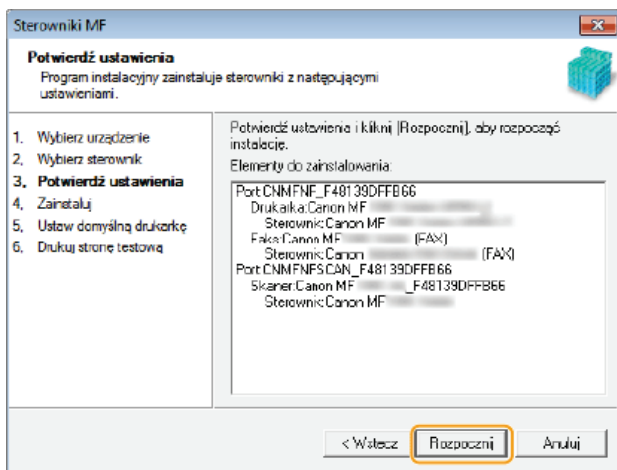 Sterowniki MF
Potwierdź ustawienia
Program instalacyjny zainstaluje sterowniki z następującymi
ustawieniami.
1. Wybierz urządzenie
2. Wybierz sterownik
3. Potwierdź ustawienia
4. Zainstaluj
5. Ustaw domyślną drukarkę
6. Drukuj stronę testową
Potwierdź ustawienia i kliknij [Rozpocznij], aby rozpocząć
instalację.
Elementy do zainstalowania:
Port:CNMFNF_F48139DFFB66
Drukarka:Canon MF
Sterownik:Canon MF
Faks:Canon MF (FAX)
Sterownik:Canon (FAX)
Port:CNMFNFSCAN_F48139DFFB66
Skaner:Canon MF _F48139DFFB66
Sterownik:Canon MF
< Wstecz
Rozpocznij
Anuluj